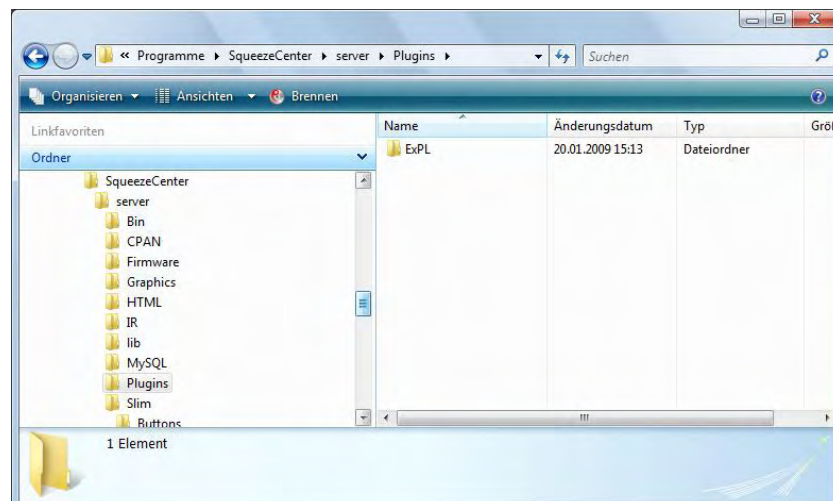 « Programme ▸ SqueezeCenter ▸ server ▸ Plugins ▸
Suchen
Organisieren Ansichten Brennen
Linkfavoriten
Ordner
SqueezeCenter
server
Bin
CPAN
Firmware
Graphics
HTML
IR
lib
MySQL
Plugins
Slim
Buttons
Name Änderungsdatum Typ Größ
ExPL 20.01.2009 15:13 Dateiordner
1 Element